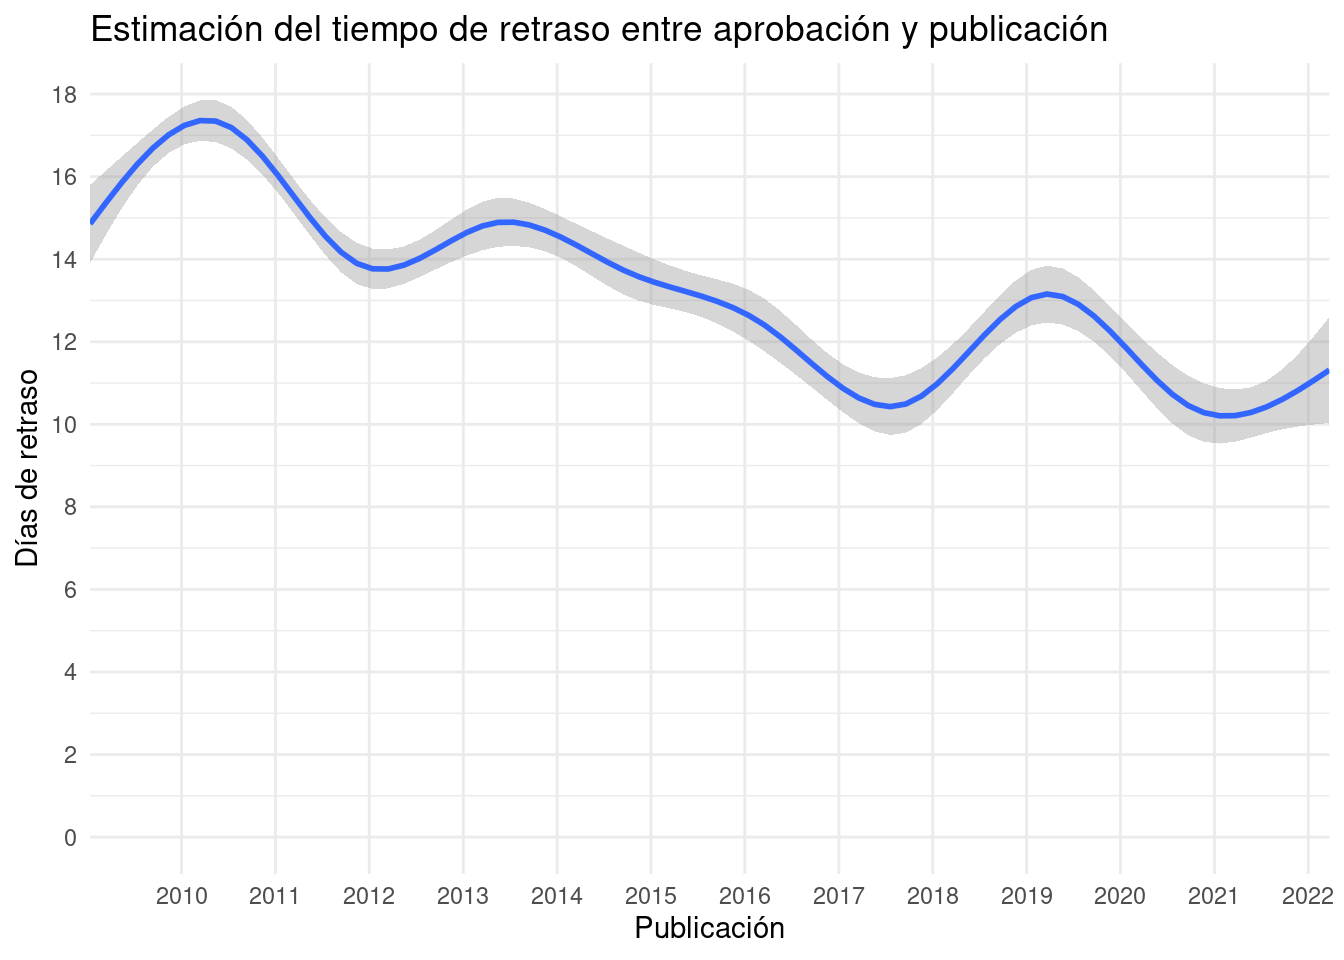 Estimación del tiempo de retraso entre aprobación y publicación
Días de retraso
18
16
14
12
10
8
6
4
2
0
2010 2011 2012 2013 2014 2015 2016 2017 2018 2019 2020 2021 2022
Publicación